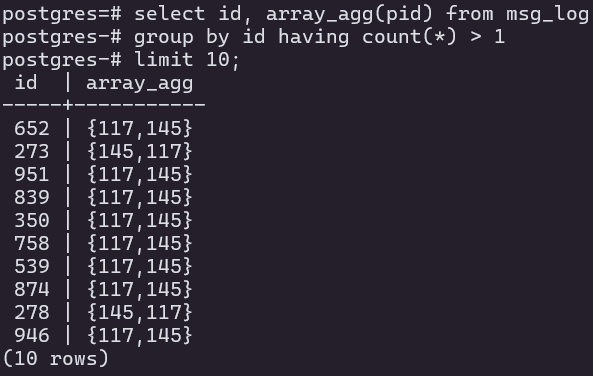 postgres=# select id, array_agg(pid) from msg_log
postgres-# group by id having count(*) > 1
postgres-# limit 10;
 id  | array_agg
-----+-----------
 652 | {117,145}
 273 | {145,117}
 951 | {117,145}
 839 | {117,145}
 350 | {117,145}
 758 | {117,145}
 539 | {117,145}
 874 | {117,145}
 278 | {145,117}
 946 | {117,145}
(10 rows)